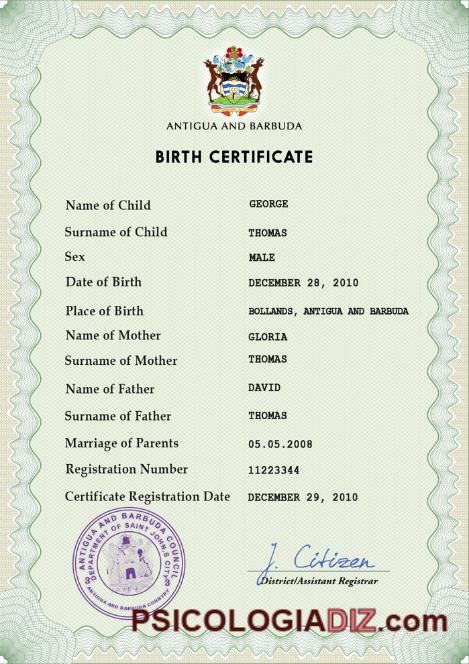 ANTIGUA AND BARBUDA
BIRTH CERTIFICATE
Name of Child GEORGE
Surname of Child THOMAS
Sex MALE
Date of Birth DECEMBER 28, 2010
Place of Birth BOLLANDS, ANTIGUA AND BARBUDA
Name of Mother GLORIA
Surname of Mother THOMAS
Name of Father DAVID
Surname of Father THOMAS
Marriage of Parents 05.05.2008
Registration Number 11223344
Certificate Registration Date DECEMBER 29, 2010
ANTIGUA AND BARBUDA COUNCIL
DEPARTMENT OF SAINT JOHN'S CITY
ANTIGUA AND BARBUDA COUNTRY
J. Citizen
District/Assistant Registrar
PSICOLOGIADIZ.com